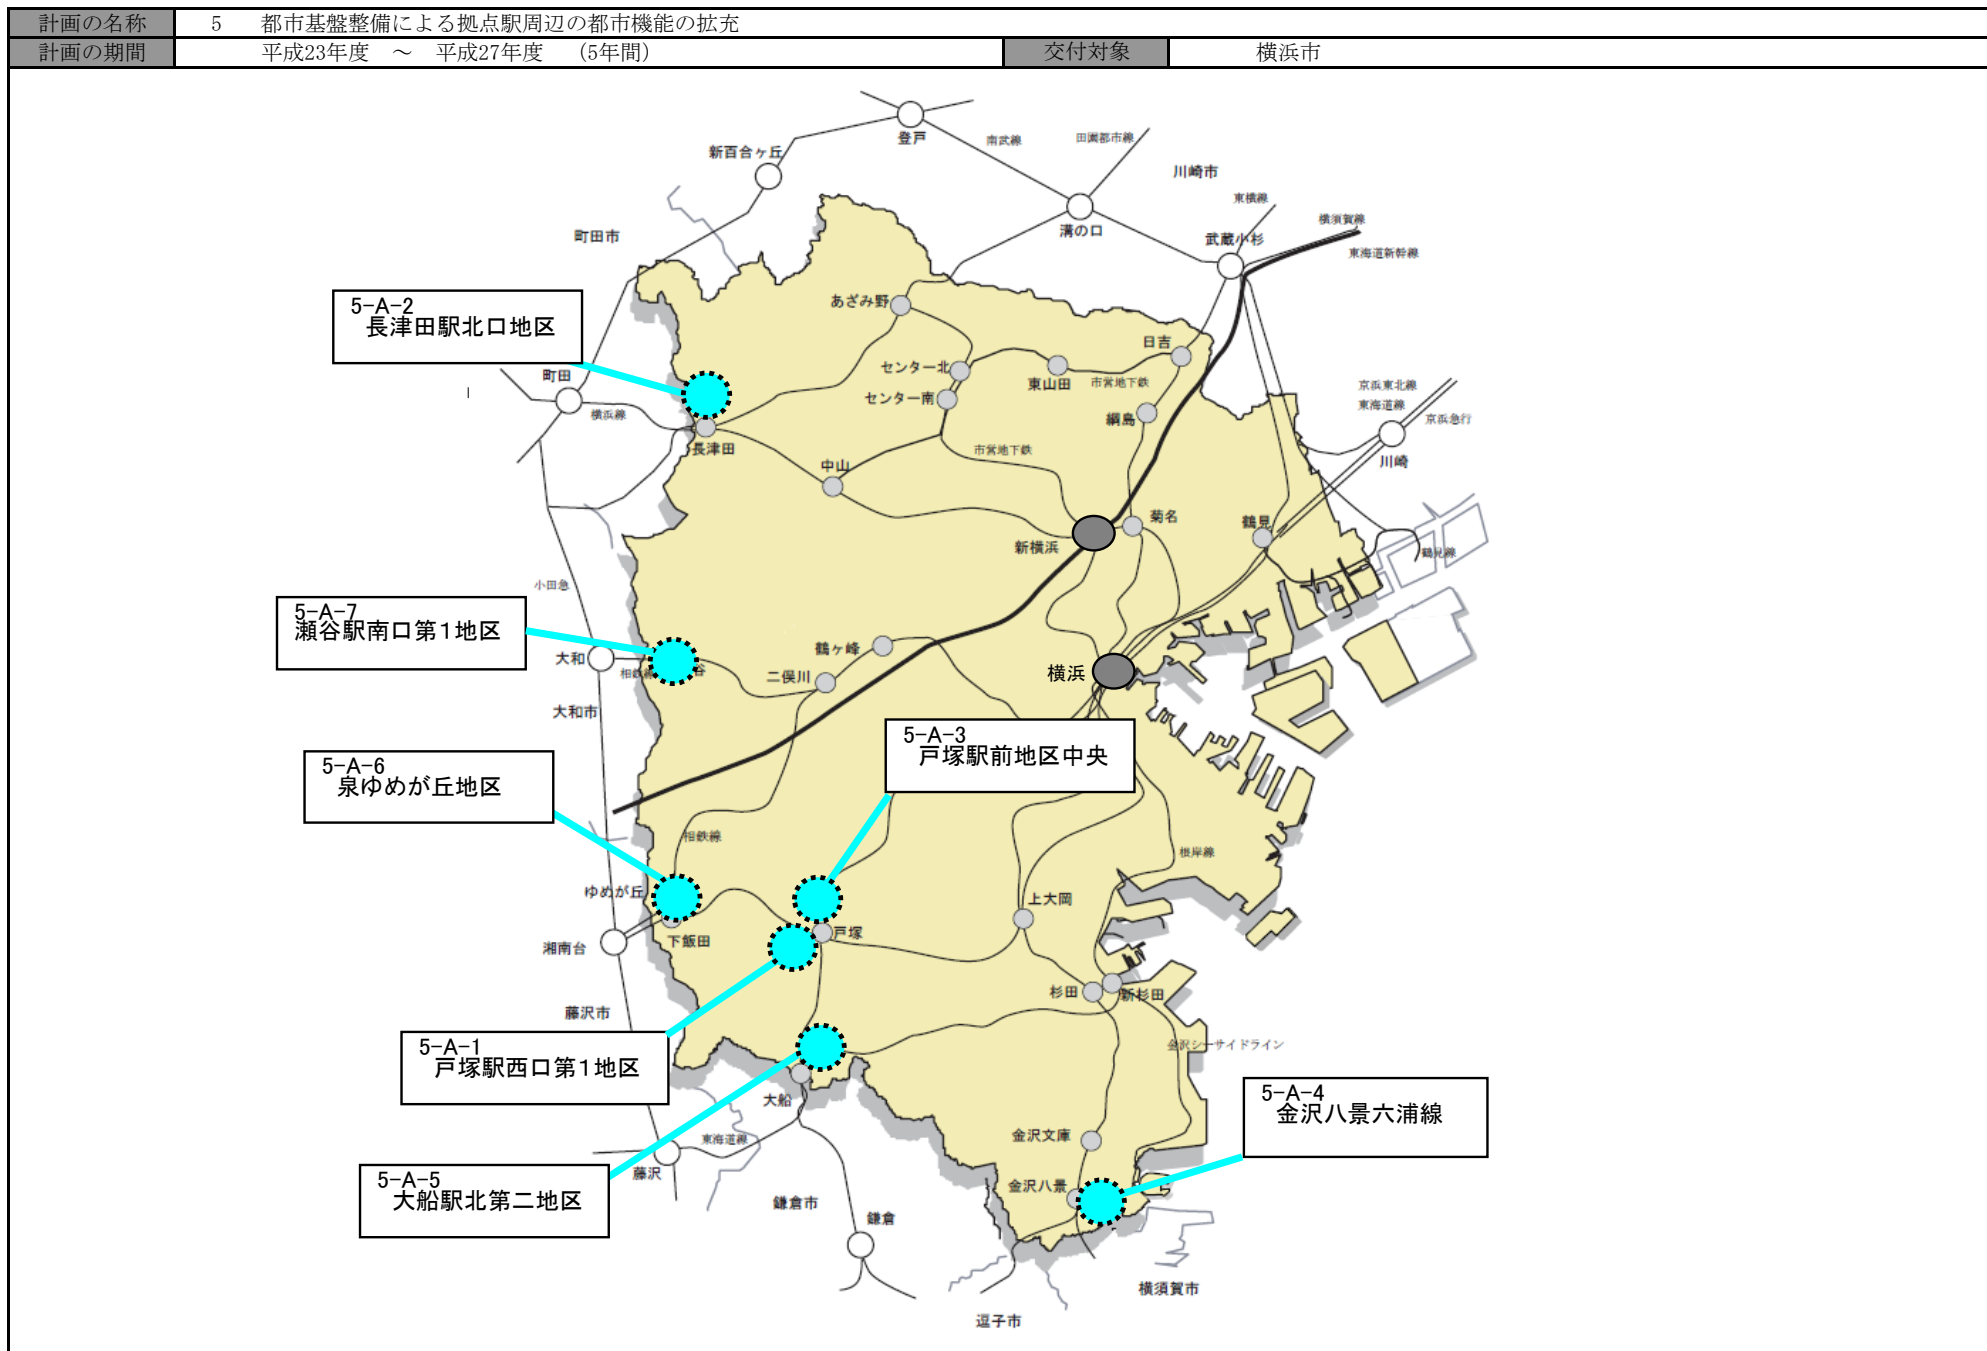 計画の名称 5 都市基盤整備による拠点駅周辺の都市機能の拡充
計画の期間 平成23年度 ~ 平成27年度 (5年間) 交付対象 横浜市
登戸
南武線
田園都市線
新百合ヶ丘
川崎市
東横線
溝の口
横須賀線
町田市
武蔵小杉
東海道新幹線
5-A-2
長津田駅北口地区
あざみ野
日吉
センター北
東山田
市営地下鉄
町田
京浜東北線
センター南
東海道線
横浜線
綱島
京浜急行
長津田
市営地下鉄
中山
川崎
菊名
鶴見
新横浜
鶴見線
小田急
5-A-7
瀬谷駅南口第1地区
鶴ヶ峰
大和
相鉄線
谷
二俣川
横浜
大和市
5-A-3
戸塚駅前地区中央
5-A-6
泉ゆめが丘地区
相鉄線
根岸線
ゆめが丘
上大岡
下飯田
戸塚
湘南台
杉田
新杉田
藤沢市
5-A-1
戸塚駅西口第1地区
金沢シーサイドライン
大船
5-A-4
金沢八景六浦線
東海道線
金沢文庫
藤沢
5-A-5
大船駅北第二地区
金沢八景
鎌倉市
鎌倉
横須賀市
逗子市